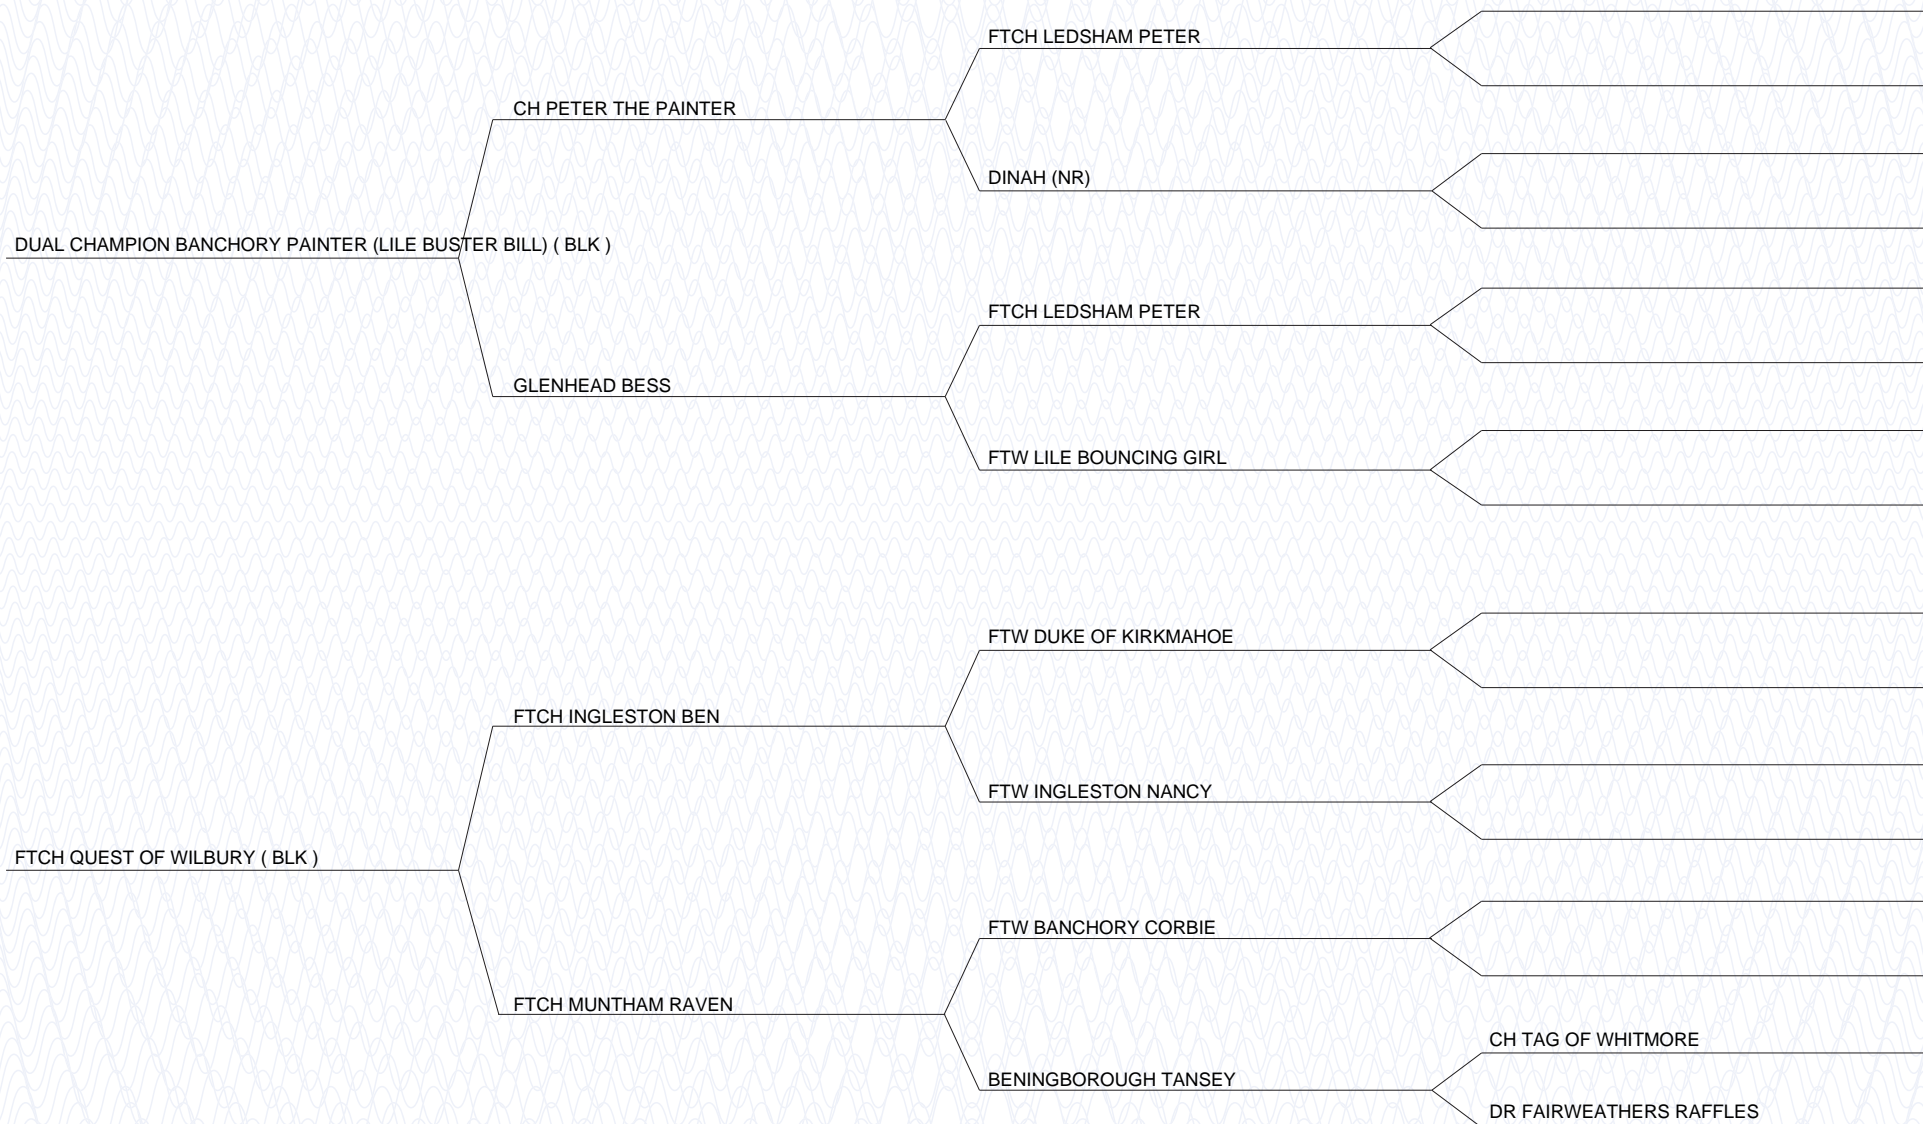 FTCH LEDSHAM PETER
CH PETER THE PAINTER
DINAH (NR)
DUAL CHAMPION BANCHORY PAINTER (LILE BUSTER BILL) ( BLK )
FTCH LEDSHAM PETER
GLENHEAD BESS
FTW LILE BOUNCING GIRL
FTW DUKE OF KIRKMAHOE
FTCH INGLESTON BEN
FTW INGLESTON NANCY
FTCH QUEST OF WILBURY ( BLK )
FTW BANCHORY CORBIE
FTCH MUNTHAM RAVEN
CH TAG OF WHITMORE
BENINGBOROUGH TANSEY
DR FAIRWEATHERS RAFFLES